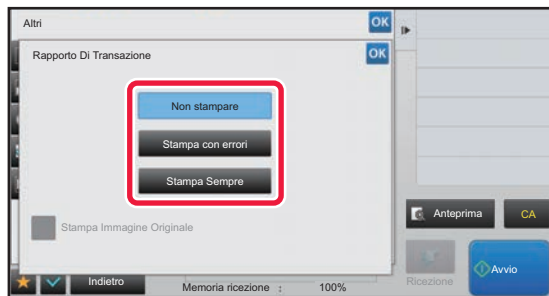 Altri
OK
Rapporto Di Transazione
OK
Non stampare
Stampa con errori
Stampa Sempre
Stampa Immagine Originale
Anteprima
CA
Indietro
Memoria ricezione : 100%
Ricezione
Avvio